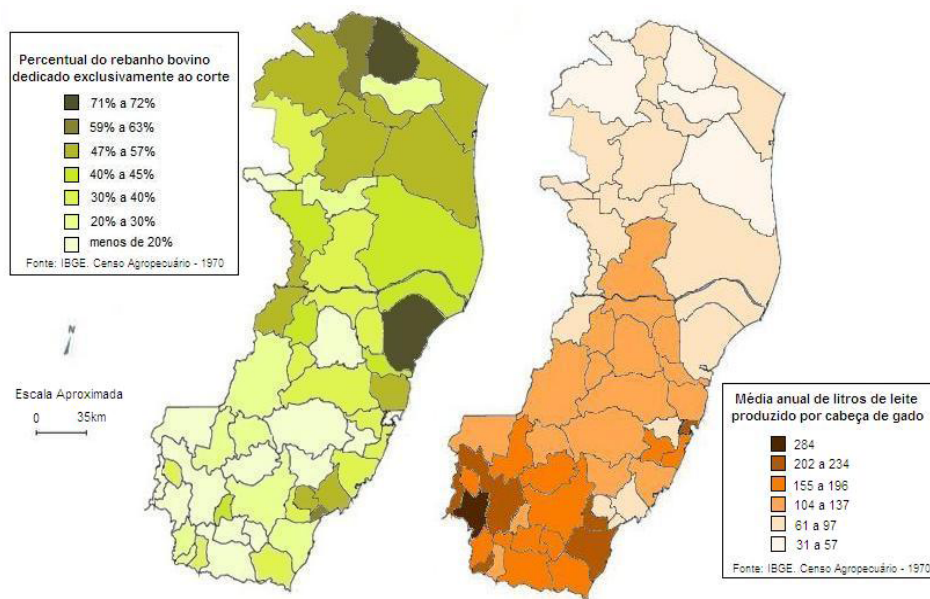 Percentual do rebanho bovino
dedicado exclusivamente ao corte
71% a 72%
59% a 63%
47% a 57%
40% a 45%
30% a 40%
20% a 30%
menos de 20%
Fonte: IBGE. Censo Agropecuário - 1970
N
Escala Aproximada
0 35km
Média anual de litros de leite
produzido por cabeça de gado
284
202 a 234
155 a 196
104 a 137
61 a 97
31 a 57
Fonte: IBGE. Censo Agropecuário - 1970